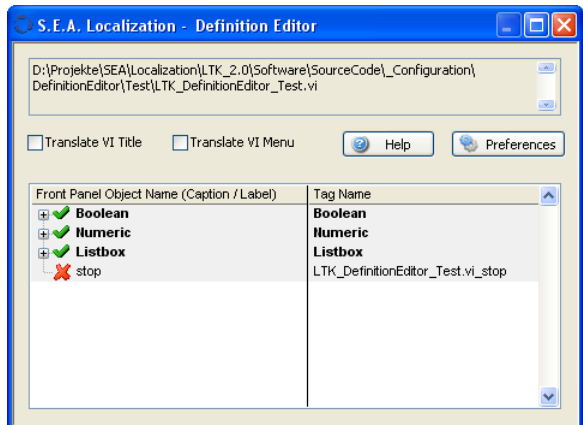 S.E.A. Localization - Definition Editor
D:\Projekte\SEA\Localization\LTK_2.0\Software\SourceCode\_Configuration\
DefinitionEditor\Test\LTK_DefinitionEditor_Test.vi
Translate VI Title Translate VI Menu Help Preferences
Front Panel Object Name (Caption / Label) Tag Name
Boolean Boolean
Numeric Numeric
Listbox Listbox
stop LTK_DefinitionEditor_Test.vi_stop